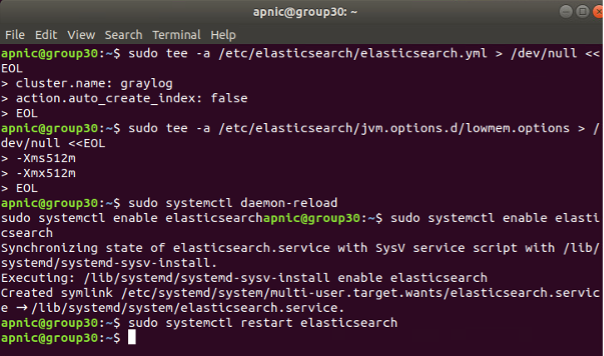 apnic@group30: ~
File Edit View Search Terminal Help
apnic@group30:~$ sudo tee -a /etc/elasticsearch/elasticsearch.yml > /dev/null <<
EOL
> cluster.name: graylog
> action.auto_create_index: false
> EOL
apnic@group30:~$ sudo tee -a /etc/elasticsearch/jvm.options.d/lowmem.options > /
dev/null <<EOL
> -Xms512m
> -Xmx512m
> EOL
apnic@group30:~$ sudo systemctl daemon-reload
sudo systemctl enable elasticsearchapnic@group30:~$ sudo systemctl enable elasti
csearch
Synchronizing state of elasticsearch.service with SysV service script with /lib/
systemd/systemd-sysv-install.
Executing: /lib/systemd/systemd-sysv-install enable elasticsearch
Created symlink /etc/systemd/system/multi-user.target.wants/elasticsearch.servic
e → /lib/systemd/system/elasticsearch.service.
apnic@group30:~$ sudo systemctl restart elasticsearch
apnic@group30:~$